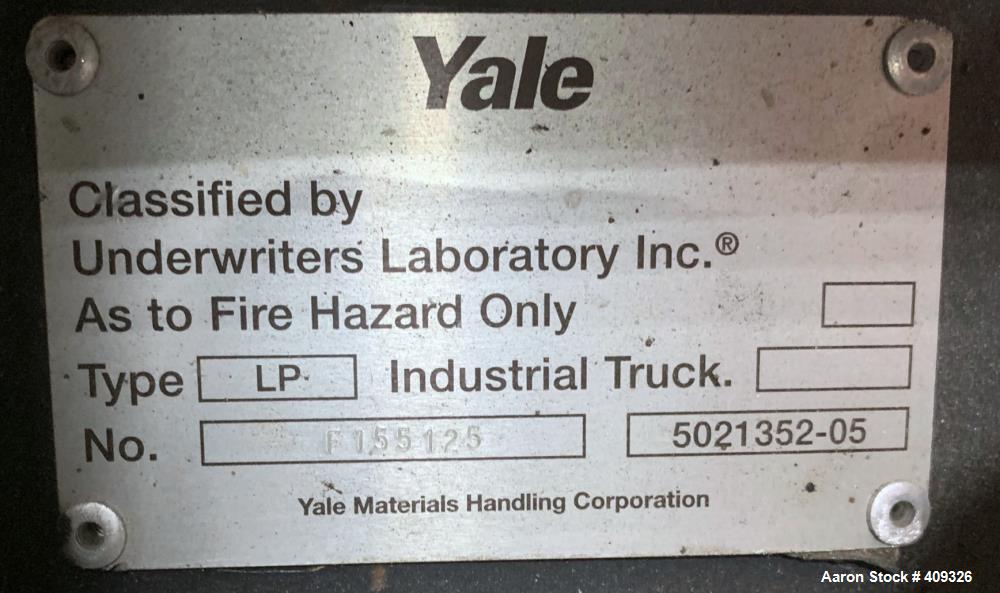 Yale
Classified by
Underwriters Laboratory Inc.®
As to Fire Hazard Only
Type LP Industrial Truck.
No. F155125 5021352-05
Yale Materials Handling Corporation
Aaron Stock # 409326